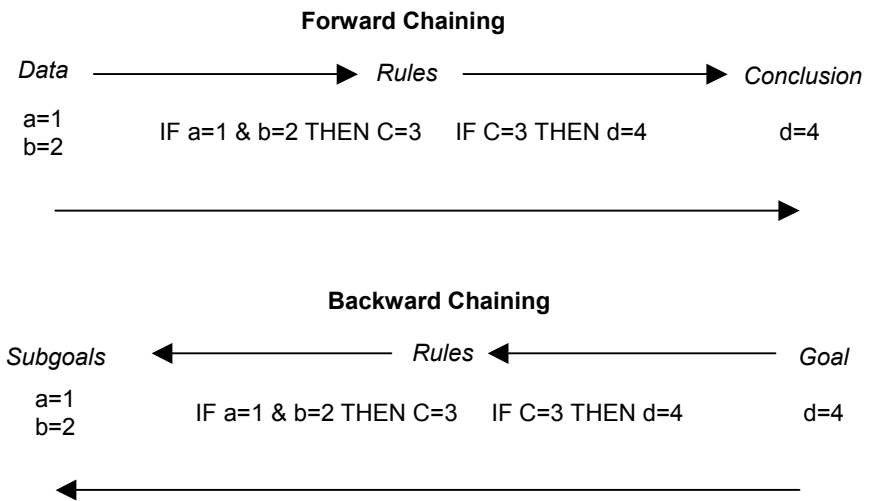 Forward Chaining
Data Rules Conclusion
a=1
b=2
IF a=1 & b=2 THEN C=3 IF C=3 THEN d=4 d=4
Backward Chaining
Subgoals Rules Goal
a=1
b=2
IF a=1 & b=2 THEN C=3 IF C=3 THEN d=4 d=4